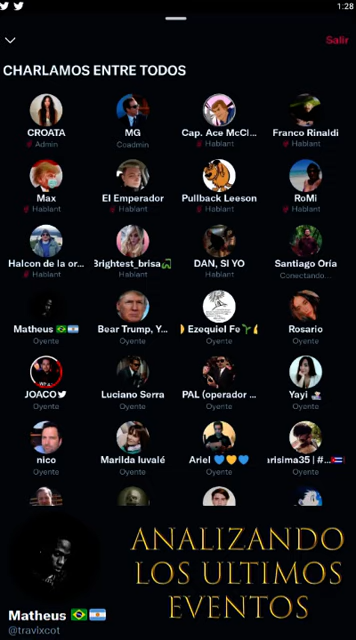 1:28
Salir
CHARLAMOS ENTRE TODOS
CROATA MG Cap. Ace McCl... Franco Rinaldi
Admin Coadmin Hablant Hablant
Max El Emperador Pullback Leeson RoMi
Hablant Hablant Hablant Hablant
Halcon de la or... Brightest_brisa DAN, SI YO Santiago Oría
Hablant Hablant Hablant Conectando...
Matheus 🇧🇷🇦🇷 Bear Trump, Y... Ezequiel Fe🌱 Rosario
Oyente Oyente Oyente Oyente
JOACO Luciano Serra PAL (operador ... Yayi
Oyente Oyente Oyente Oyente
nico Marilda Iuvalé Ariel 💙💛💙 arisima35 | #...🇨🇺
Oyente Oyente Oyente Oyente
ANALIZANDO
LOS ULTIMOS
EVENTOS
Matheus 🇧🇷🇦🇷
@travixcot